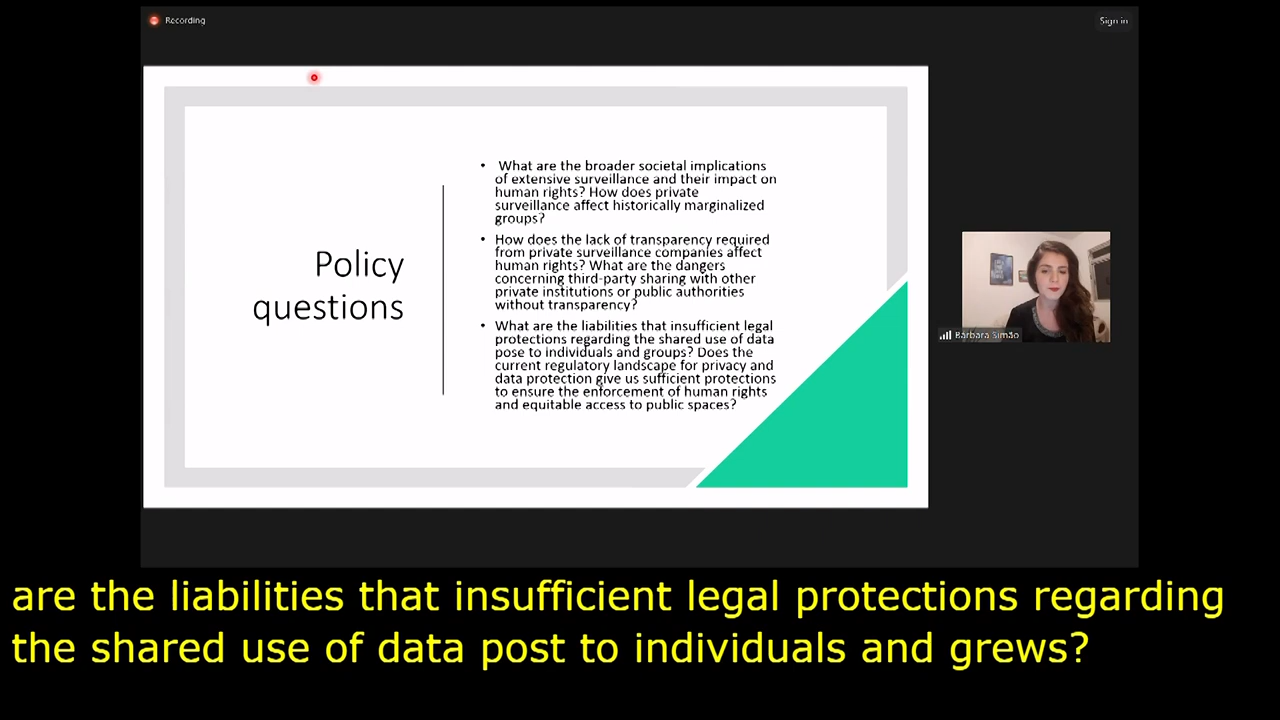 Recording
Sign in
Policy
questions
• What are the broader societal implications
of extensive surveillance and their impact on
human rights? How does private
surveillance affect historically marginalized
groups?
• How does the lack of transparency required
from private surveillance companies affect
human rights? What are the dangers
concerning third-party sharing with other
private institutions or public authorities
without transparency?
• What are the liabilities that insufficient legal
protections regarding the shared use of data
pose to individuals and groups? Does the
current regulatory landscape for privacy and
data protection give us sufficient protections
to ensure the enforcement of human rights
and equitable access to public spaces?
Bárbara Simão
are the liabilities that insufficient legal protections regarding
the shared use of data post to individuals and grews?